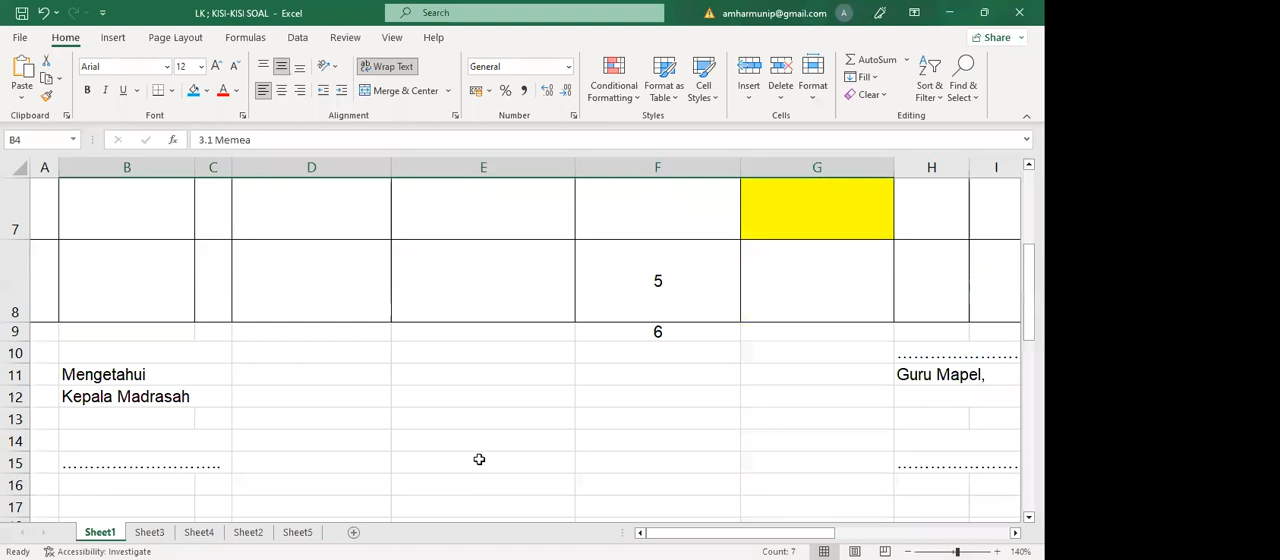 LK ; KISI-KISI SOAL - Excel
Search
amharmunip@gmail.com A
File Home Insert Page Layout Formulas Data Review View Help Share
Arial 12 Wrap Text General AutoSum
Paste Fill
B I U A Merge & Center % Conditional Formatting Format as Table Cell Styles Insert Delete Format Clear Sort & Filter Find & Select
Clipboard Font Alignment Number Styles Cells Editing
B4 fx 3.1 Memea
A B C D E F G H I
7
8 5
9 6
10 …………………….
11 Mengetahui Guru Mapel,
12 Kepala Madrasah
13
14
15 ……………………….. …………………….
16
17
Sheet1 Sheet3 Sheet4 Sheet2 Sheet5
Ready Accessibility: Investigate Count: 7 140%